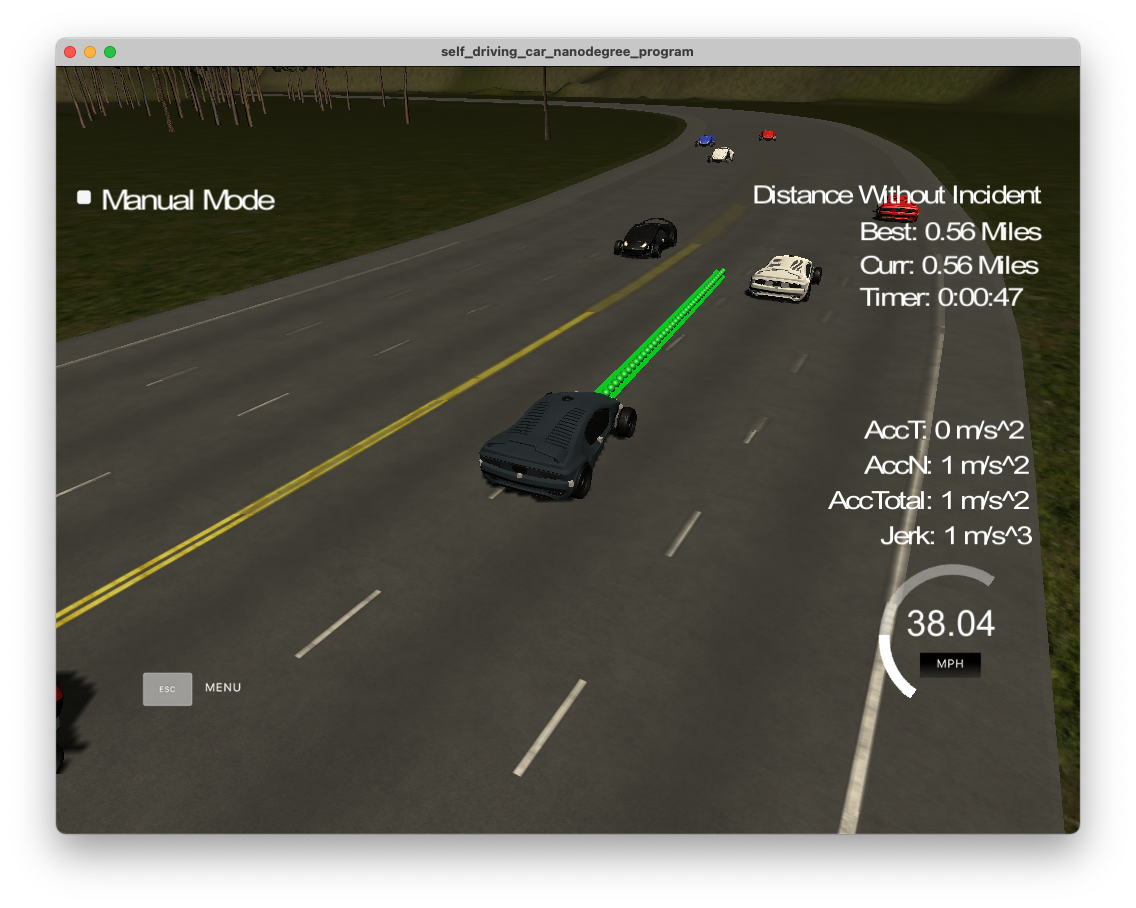 self_driving_car_nanodegree_program
Manual Mode
Distance Without Incident
Best: 0.56 Miles
Curr: 0.56 Miles
Timer: 0:00:47
AccT: 0 m/s^2
AccN: 1 m/s^2
AccTotal: 1 m/s^2
Jerk: 1 m/s^3
38.04
MPH
ESC MENU